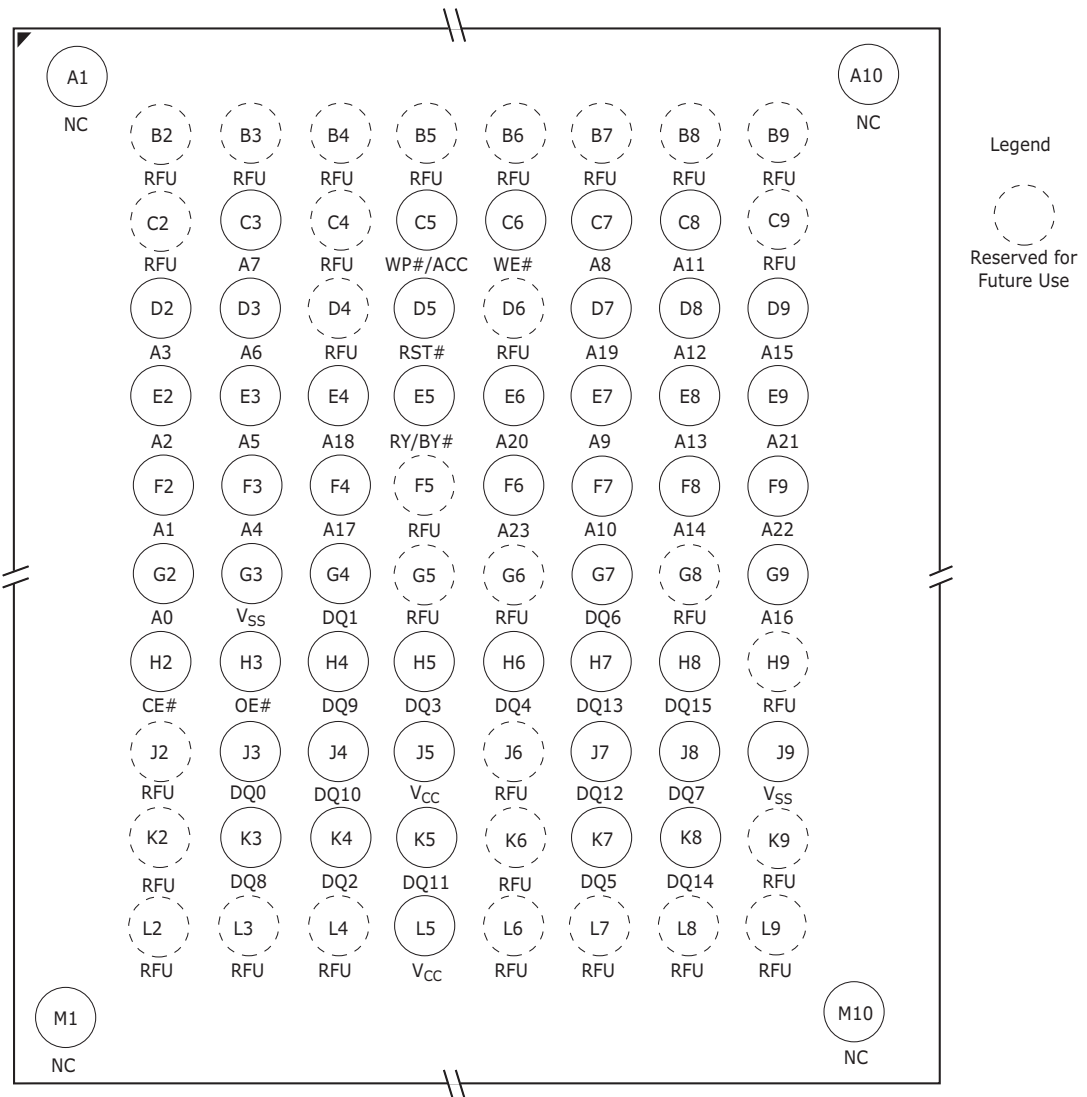 A1 A10
NC NC
B2 B3 B4 B5 B6 B7 B8 B9
RFU RFU RFU RFU RFU RFU RFU RFU
C2 C3 C4 C5 C6 C7 C8 C9
RFU A7 RFU WP#/ACC WE# A8 A11 RFU
D2 D3 D4 D5 D6 D7 D8 D9
A3 A6 RFU RST# RFU A19 A12 A15
E2 E3 E4 E5 E6 E7 E8 E9
A2 A5 A18 RY/BY# A20 A9 A13 A21
F2 F3 F4 F5 F6 F7 F8 F9
A1 A4 A17 RFU A23 A10 A14 A22
G2 G3 G4 G5 G6 G7 G8 G9
A0 VSS DQ1 RFU RFU DQ6 RFU A16
H2 H3 H4 H5 H6 H7 H8 H9
CE# OE# DQ9 DQ3 DQ4 DQ13 DQ15 RFU
J2 J3 J4 J5 J6 J7 J8 J9
RFU DQ0 DQ10 VCC RFU DQ12 DQ7 VSS
K2 K3 K4 K5 K6 K7 K8 K9
RFU DQ8 DQ2 DQ11 RFU DQ5 DQ14 RFU
L2 L3 L4 L5 L6 L7 L8 L9
RFU RFU RFU VCC RFU RFU RFU RFU
M1 M10
NC NC
Legend
Reserved for
Future Use